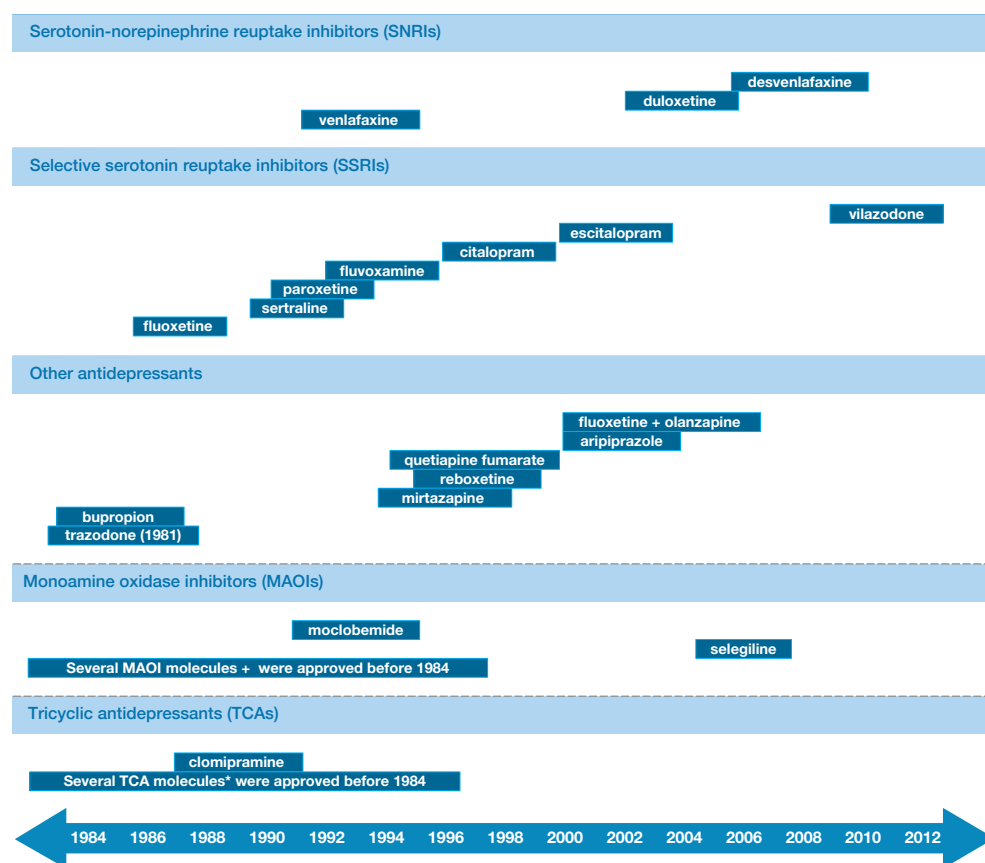 Serotonin-norepinephrine reuptake inhibitors (SNRIs)
desvenlafaxine
duloxetine
venlafaxine
Selective serotonin reuptake inhibitors (SSRIs)
vilazodone
escitalopram
citalopram
fluvoxamine
paroxetine
sertraline
fluoxetine
Other antidepressants
fluoxetine + olanzapine
aripiprazole
quetiapine fumarate
reboxetine
mirtazapine
bupropion
trazodone (1981)
Monoamine oxidase inhibitors (MAOIs)
moclobemide
selegiline
Several MAOI molecules + were approved before 1984
Tricyclic antidepressants (TCAs)
clomipramine
Several TCA molecules* were approved before 1984
1984 1986 1988 1990 1992 1994 1996 1998 2000 2002 2004 2006 2008 2010 2012